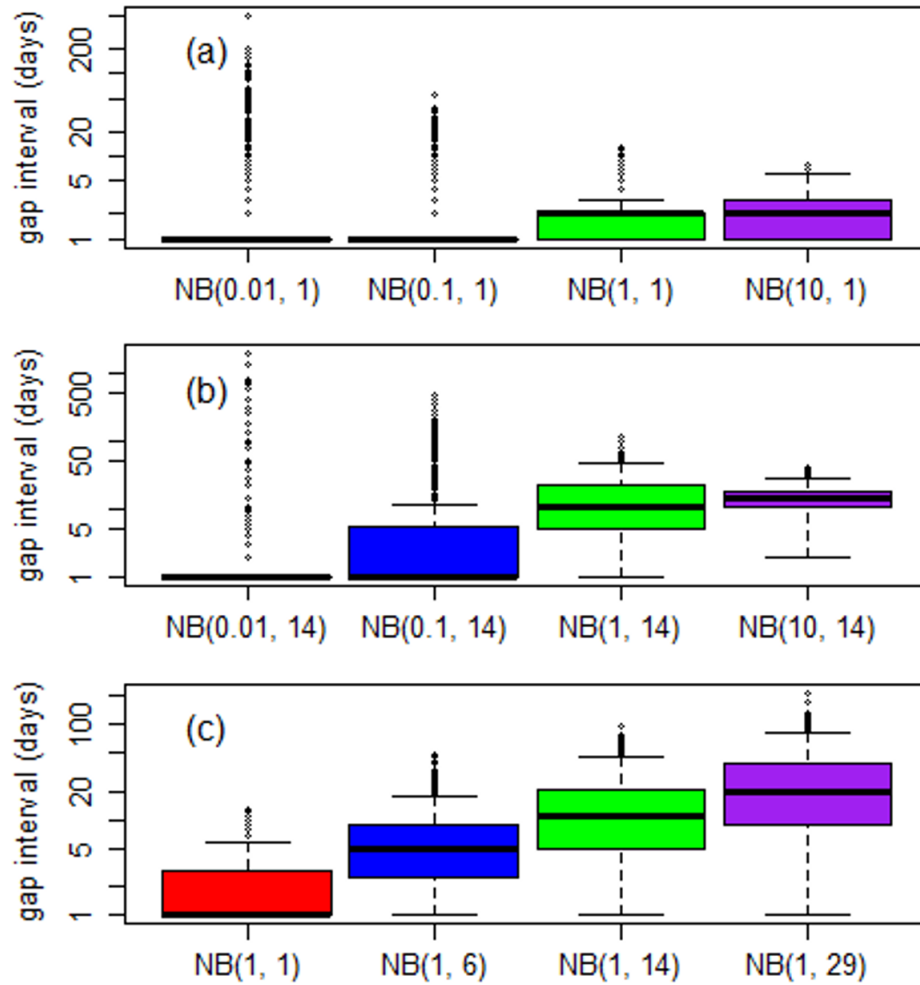 (a)
gap interval (days)
200
20
5
1
NB(0.01, 1) NB(0.1, 1) NB(1, 1) NB(10, 1)
(b)
gap interval (days)
500
50
5
1
NB(0.01, 14) NB(0.1, 14) NB(1, 14) NB(10, 14)
(c)
gap interval (days)
100
20
5
1
NB(1, 1) NB(1, 6) NB(1, 14) NB(1, 29)